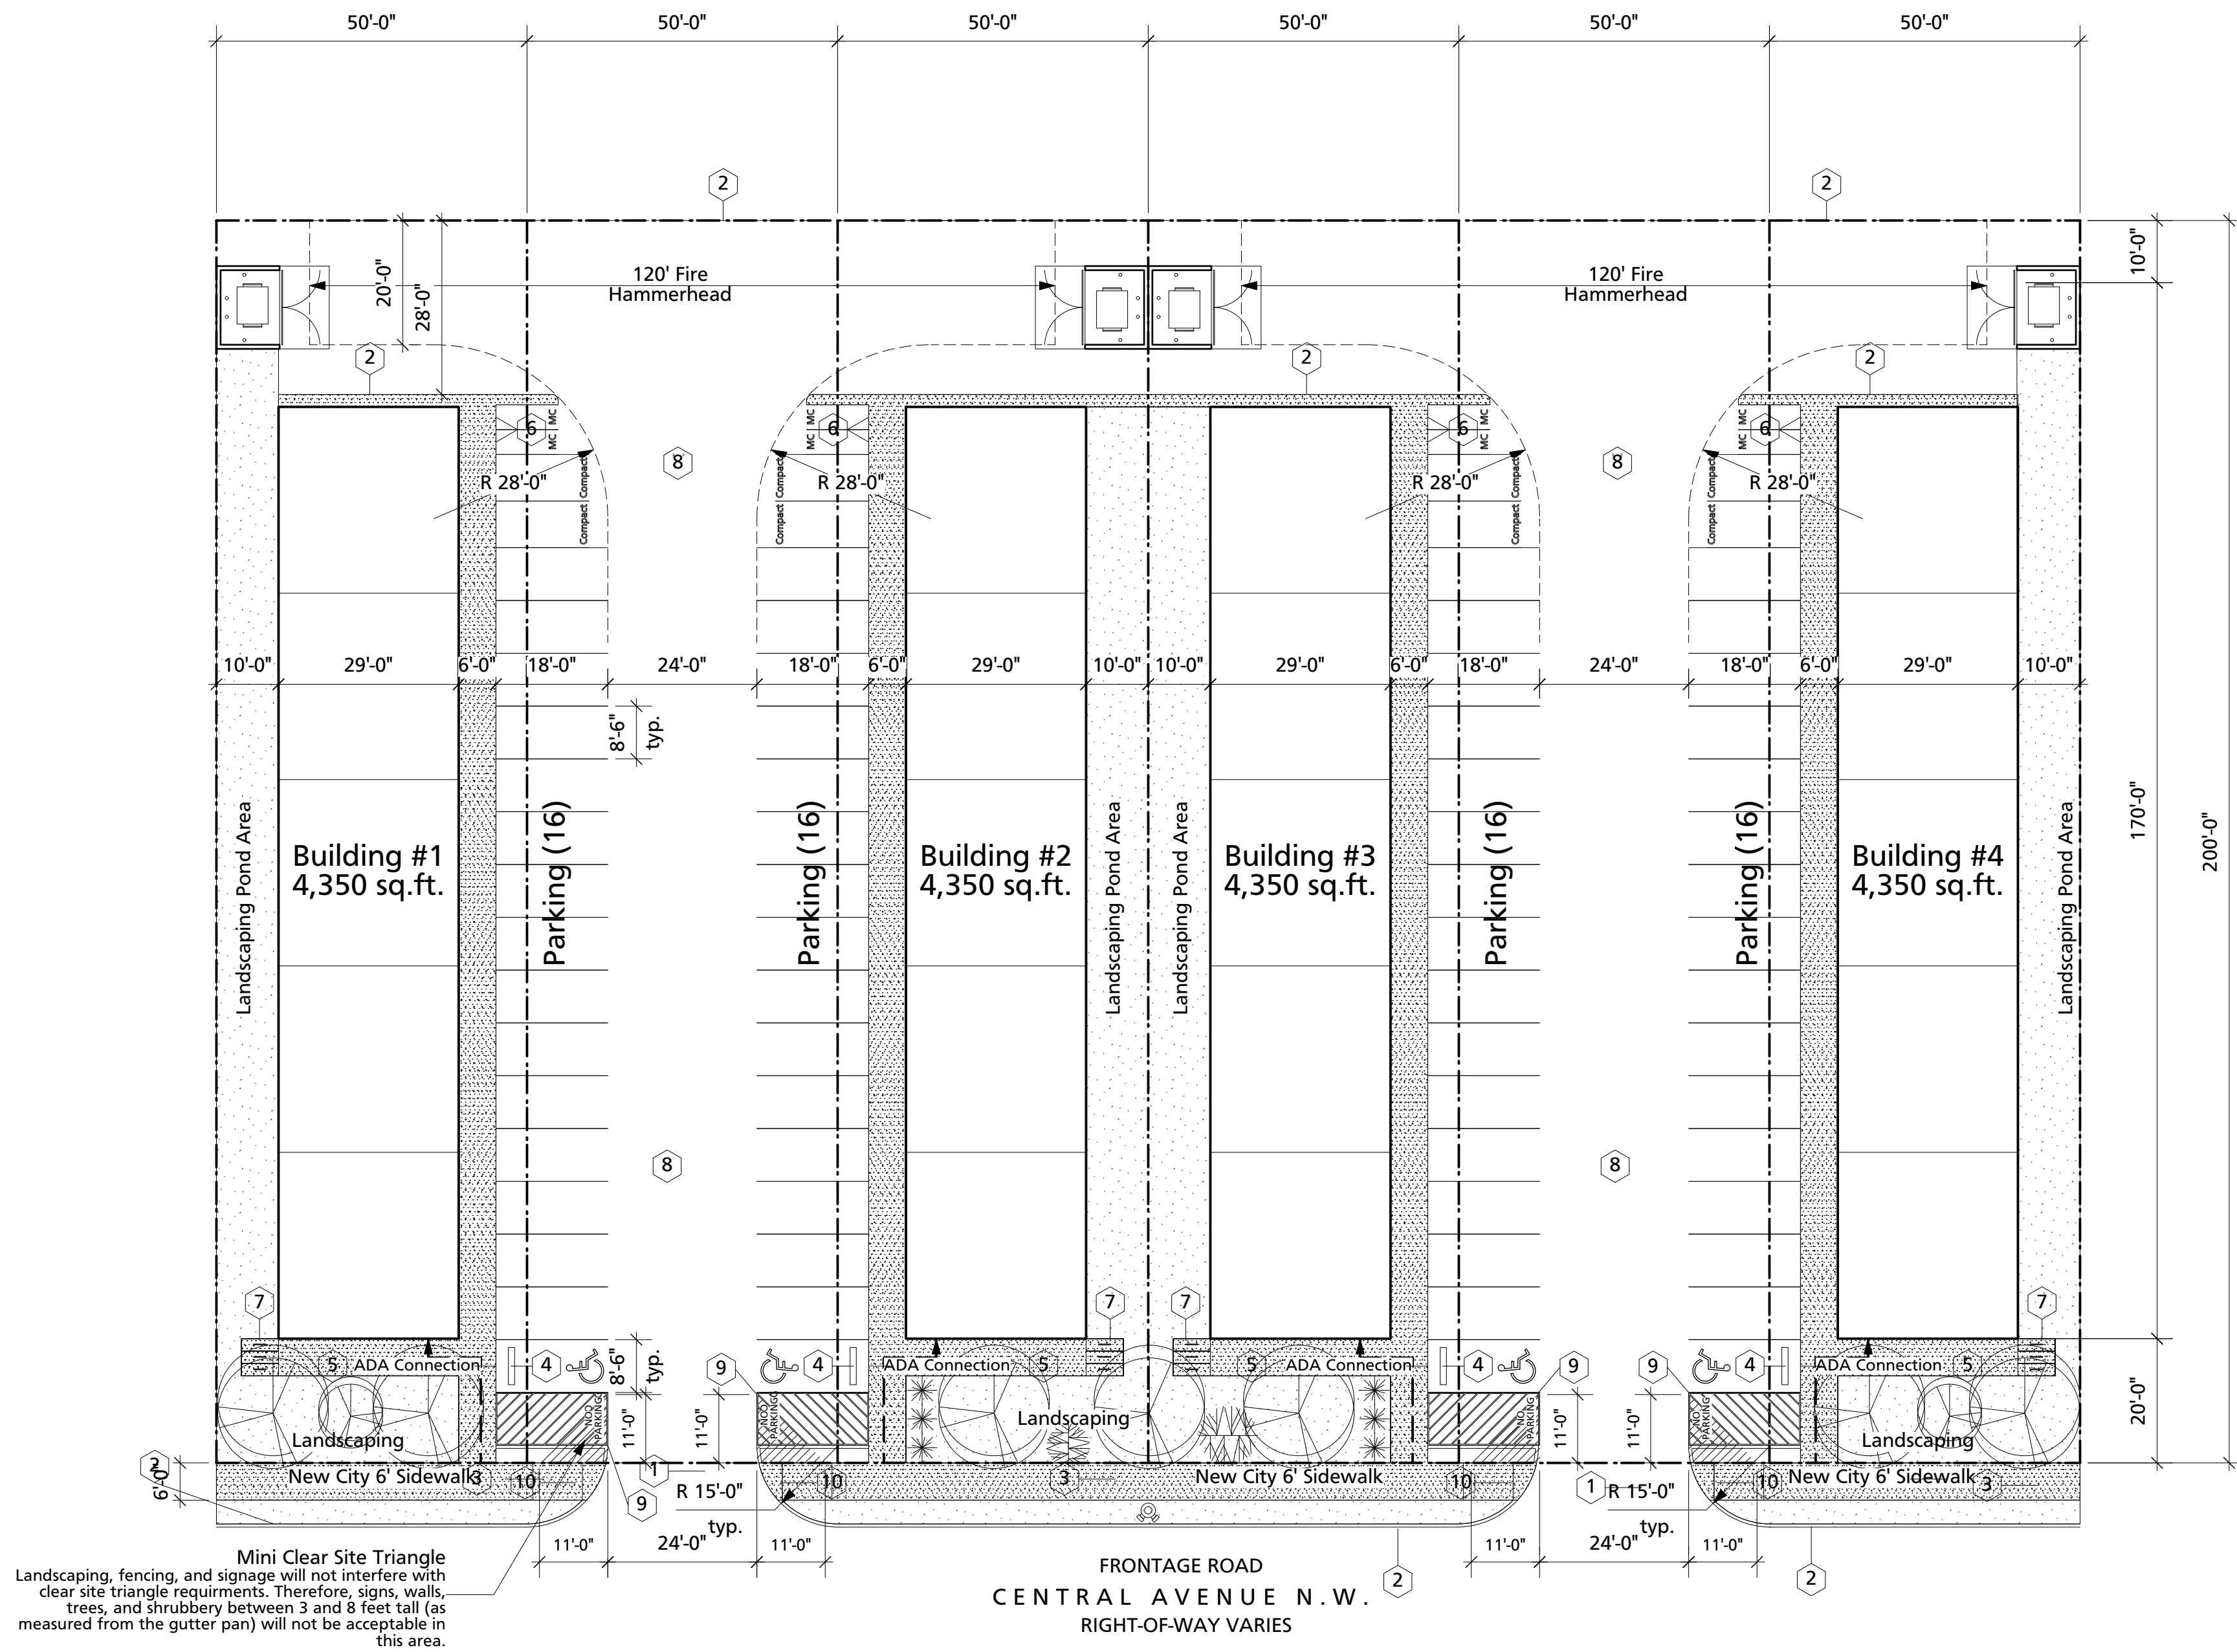 50'-0" 50'-0" 50'-0" 50'-0" 50'-0" 50'-0"
2 2
10'-0"
20'-0"
28'-0"
120' Fire
Hammerhead
120' Fire
Hammerhead
2 2 2
MC MC
6
MC MC
6
MC MC
6
MC MC
6
8 8
Compact Compact
Compact Compact
Compact Compact
Compact Compact
R 28'-0" R 28'-0" R 28'-0" R 28'-0"
10'-0" 29'-0" 6'-0" 18'-0" 24'-0" 18'-0" 6'-0" 29'-0" 10'-0" 10'-0" 29'-0" 6'-0" 18'-0" 24'-0" 18'-0" 6'-0" 29'-0" 10'-0"
8'-6"
typ.
170'-0"
200'-0"
Landscaping Pond Area
Building #1
4,350 sq.ft.
Parking (16)
Parking (16)
Building #2
4,350 sq.ft.
Landscaping Pond Area
Landscaping Pond Area
Building #3
4,350 sq.ft.
Parking (16)
Parking (16)
Building #4
4,350 sq.ft.
Landscaping Pond Area
8 8
7 7 7 7
5 ADA Connection 4
8'-6"
typ.
9 4 ADA Connection 5
5 ADA Connection 4 9
9 4 ADA Connection 5
20'-0"
NO
PARKING
NO
PARKING
NO
PARKING
NO
PARKING
11'-0" 11'-0" 11'-0" 11'-0"
Landscaping Landscaping Landscaping
2
6'-0"
New City 6' Sidewalk 3 10
1
9
R 15'-0"
typ.
10 3 New City 6' Sidewalk 10
1
R 15'-0"
typ.
10 New City 6' Sidewalk 3
11'-0" 24'-0" 11'-0" 11'-0" 24'-0" 11'-0"
2 2
Mini Clear Site Triangle
Landscaping, fencing, and signage will not interfere with
clear site triangle requirments. Therefore, signs, walls,
trees, and shrubbery between 3 and 8 feet tall (as
measured from the gutter pan) will not be acceptable in
this area.
FRONTAGE ROAD
CENTRAL AVENUE N.W.
RIGHT-OF-WAY VARIES